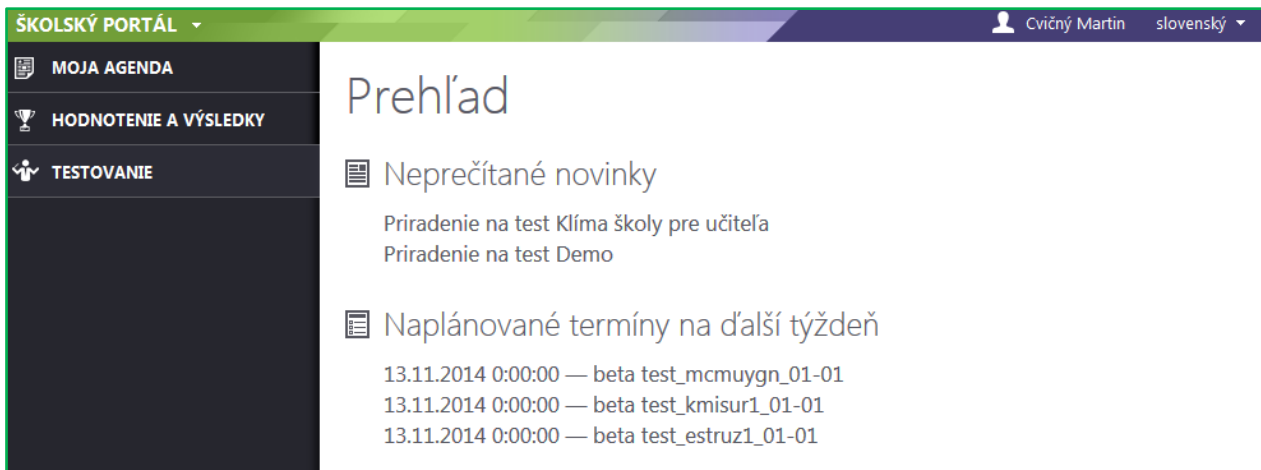 ŠKOLSKÝ PORTÁL
Cvičný Martin
slovenský
MOJA AGENDA
HODNOTENIE A VÝSLEDKY
TESTOVANIE
Prehľad
Neprečítané novinky
Priradenie na test Klíma školy pre učiteľa
Priradenie na test Demo
Naplánované termíny na ďalší týždeň
13.11.2014 0:00:00 — beta test_mcmuygn_01-01
13.11.2014 0:00:00 — beta test_kmisur1_01-01
13.11.2014 0:00:00 — beta test_estruz1_01-01